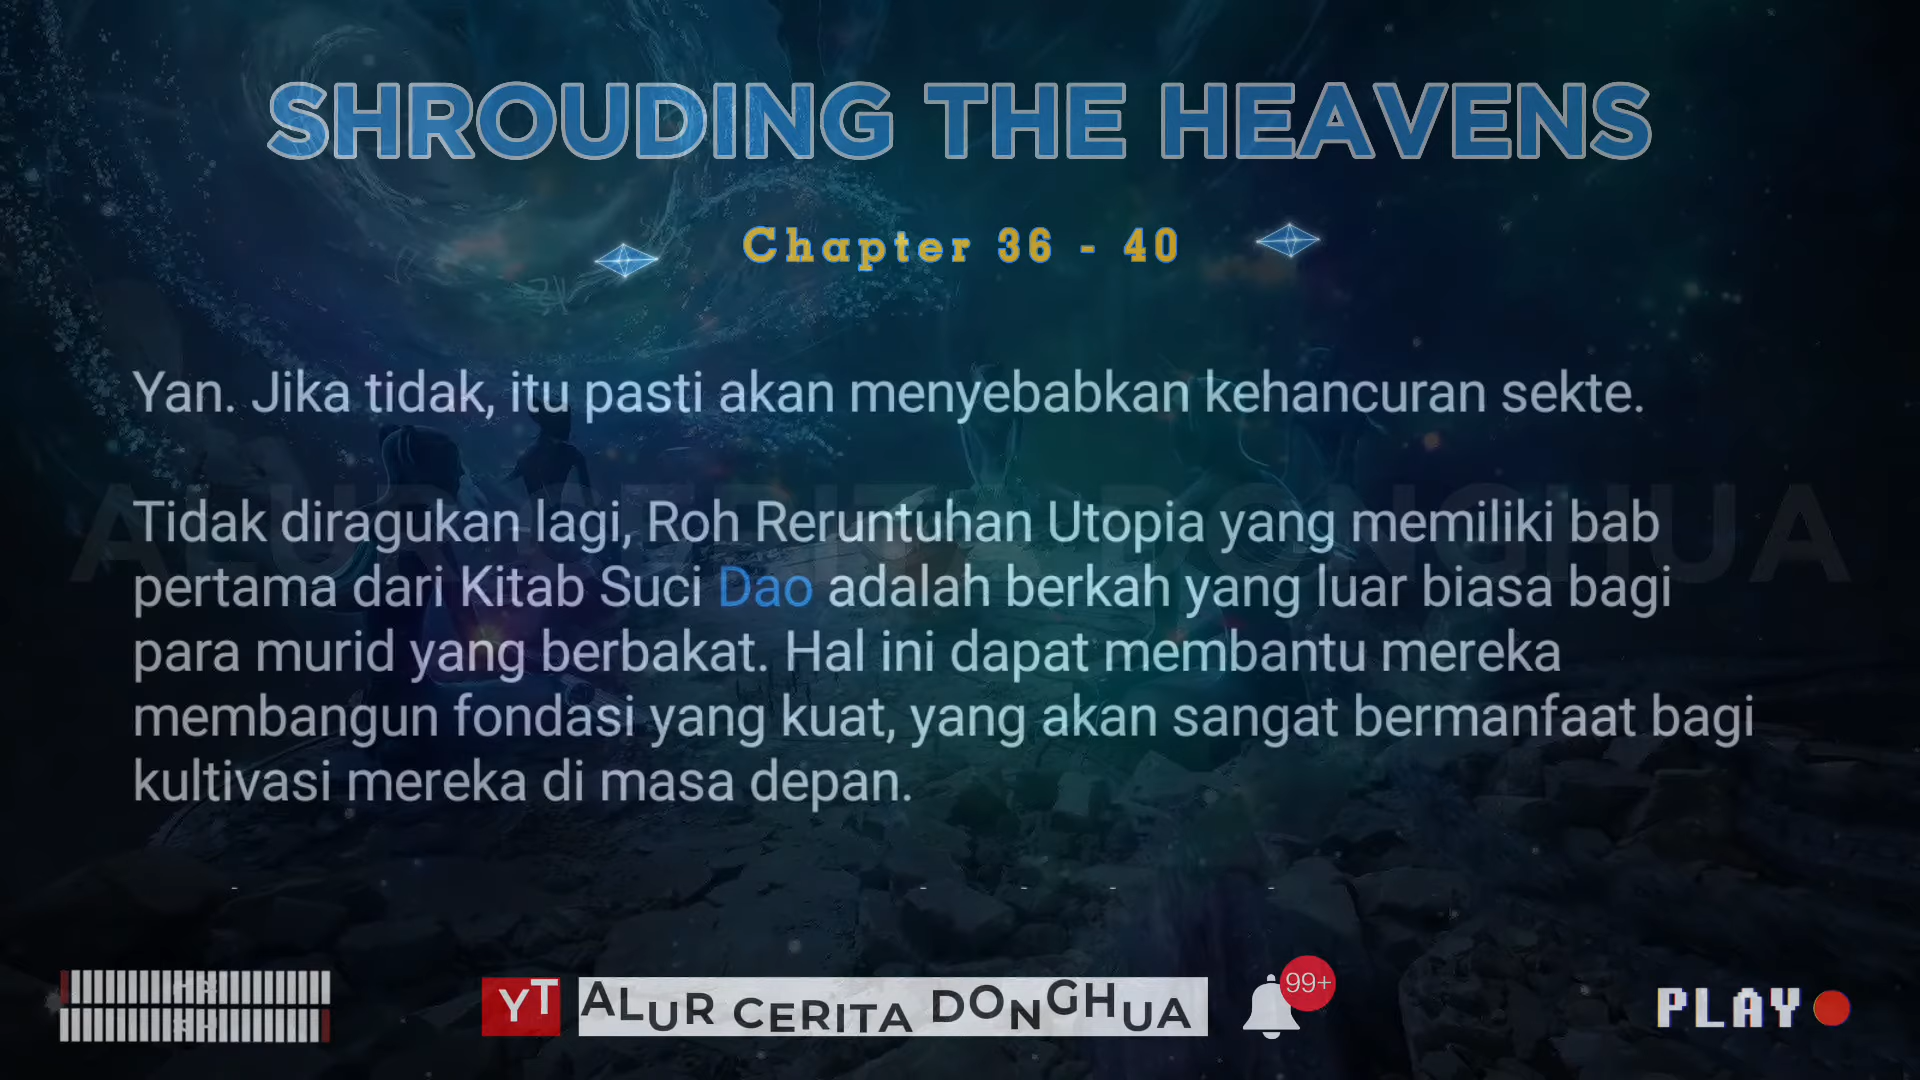 SHROUDING THE HEAVENS
Chapter 36 - 40
Yan. Jika tidak, itu pasti akan menyebabkan kehancuran sekte.
Tidak diragukan lagi, Roh Reruntuhan Utopia yang memiliki bab
pertama dari Kitab Suci Dao adalah berkah yang luar biasa bagi
para murid yang berbakat. Hal ini dapat membantu mereka
membangun fondasi yang kuat, yang akan sangat bermanfaat bagi
kultivasi mereka di masa depan.
ALUR CERITA DONGHUA
YT ALUR CERITA DONGHUA 99+
PLAY